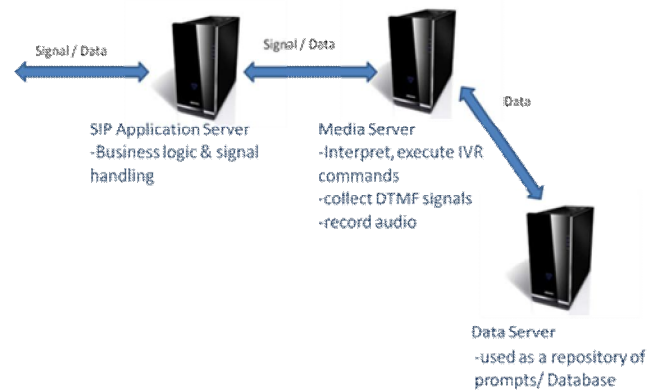 Signal / Data
Signal / Data
Data
SIP Application Server
-Business logic & signal
handling
Media Server
-Interpret, execute IVR
commands
-collect DTMF signals
-record audio
Data Server
-used as a repository of
prompts/ Database